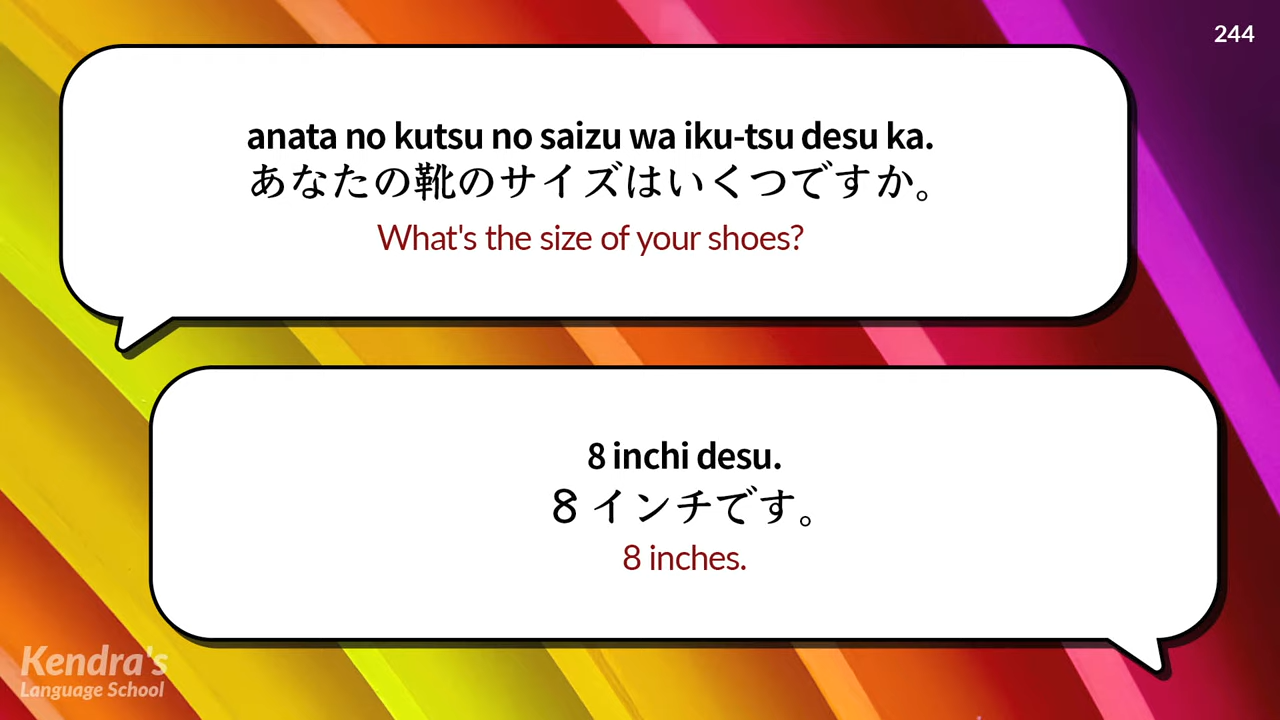 244
anata no kutsu no saizu wa iku-tsu desu ka.
あなたの靴のサイズはいくつですか。
What's the size of your shoes?
8 inchi desu.
8 インチです。
8 inches.
Kendra's
Language School